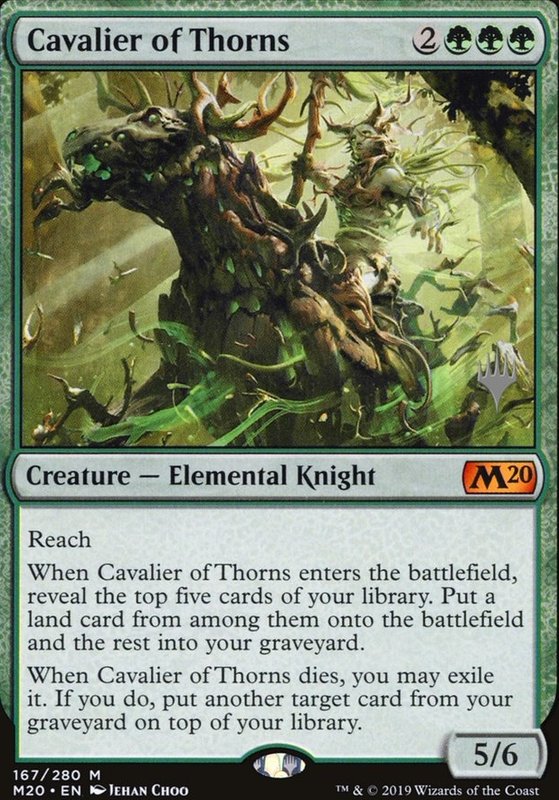 Cavalier of Thorns 2
Creature — Elemental Knight M20
Reach
When Cavalier of Thorns enters the battlefield,
reveal the top five cards of your library. Put a
land card from among them onto the battlefield
and the rest into your graveyard.
When Cavalier of Thorns dies, you may exile
it. If you do, put another target card from your
graveyard on top of your library.
5/6
167/280 M
M20 • EN Jehan Choo ™ & © 2019 Wizards of the Coast